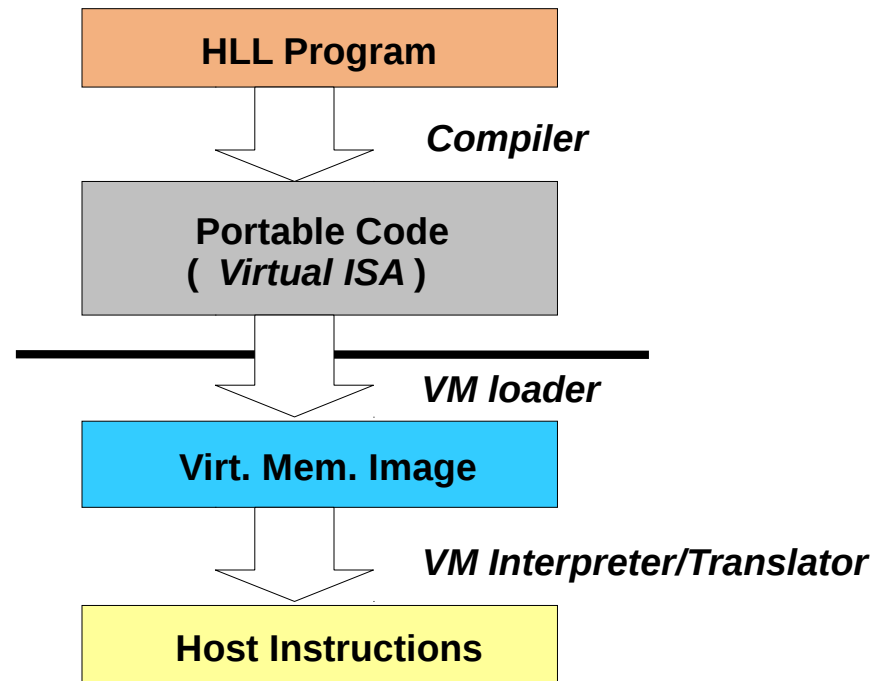 HLL Program
Compiler
Portable Code
( Virtual ISA )
VM loader
Virt. Mem. Image
VM Interpreter/Translator
Host Instructions